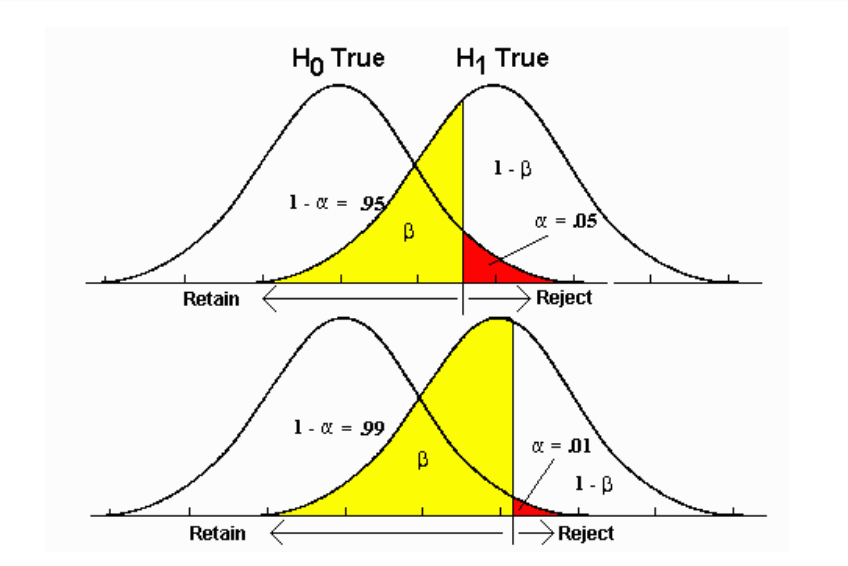 H0 True H1 True
1 - β
1 - α = .95
α = .05
β
Retain Reject
1 - α = .99
α = .01
β
1 - β
Retain Reject